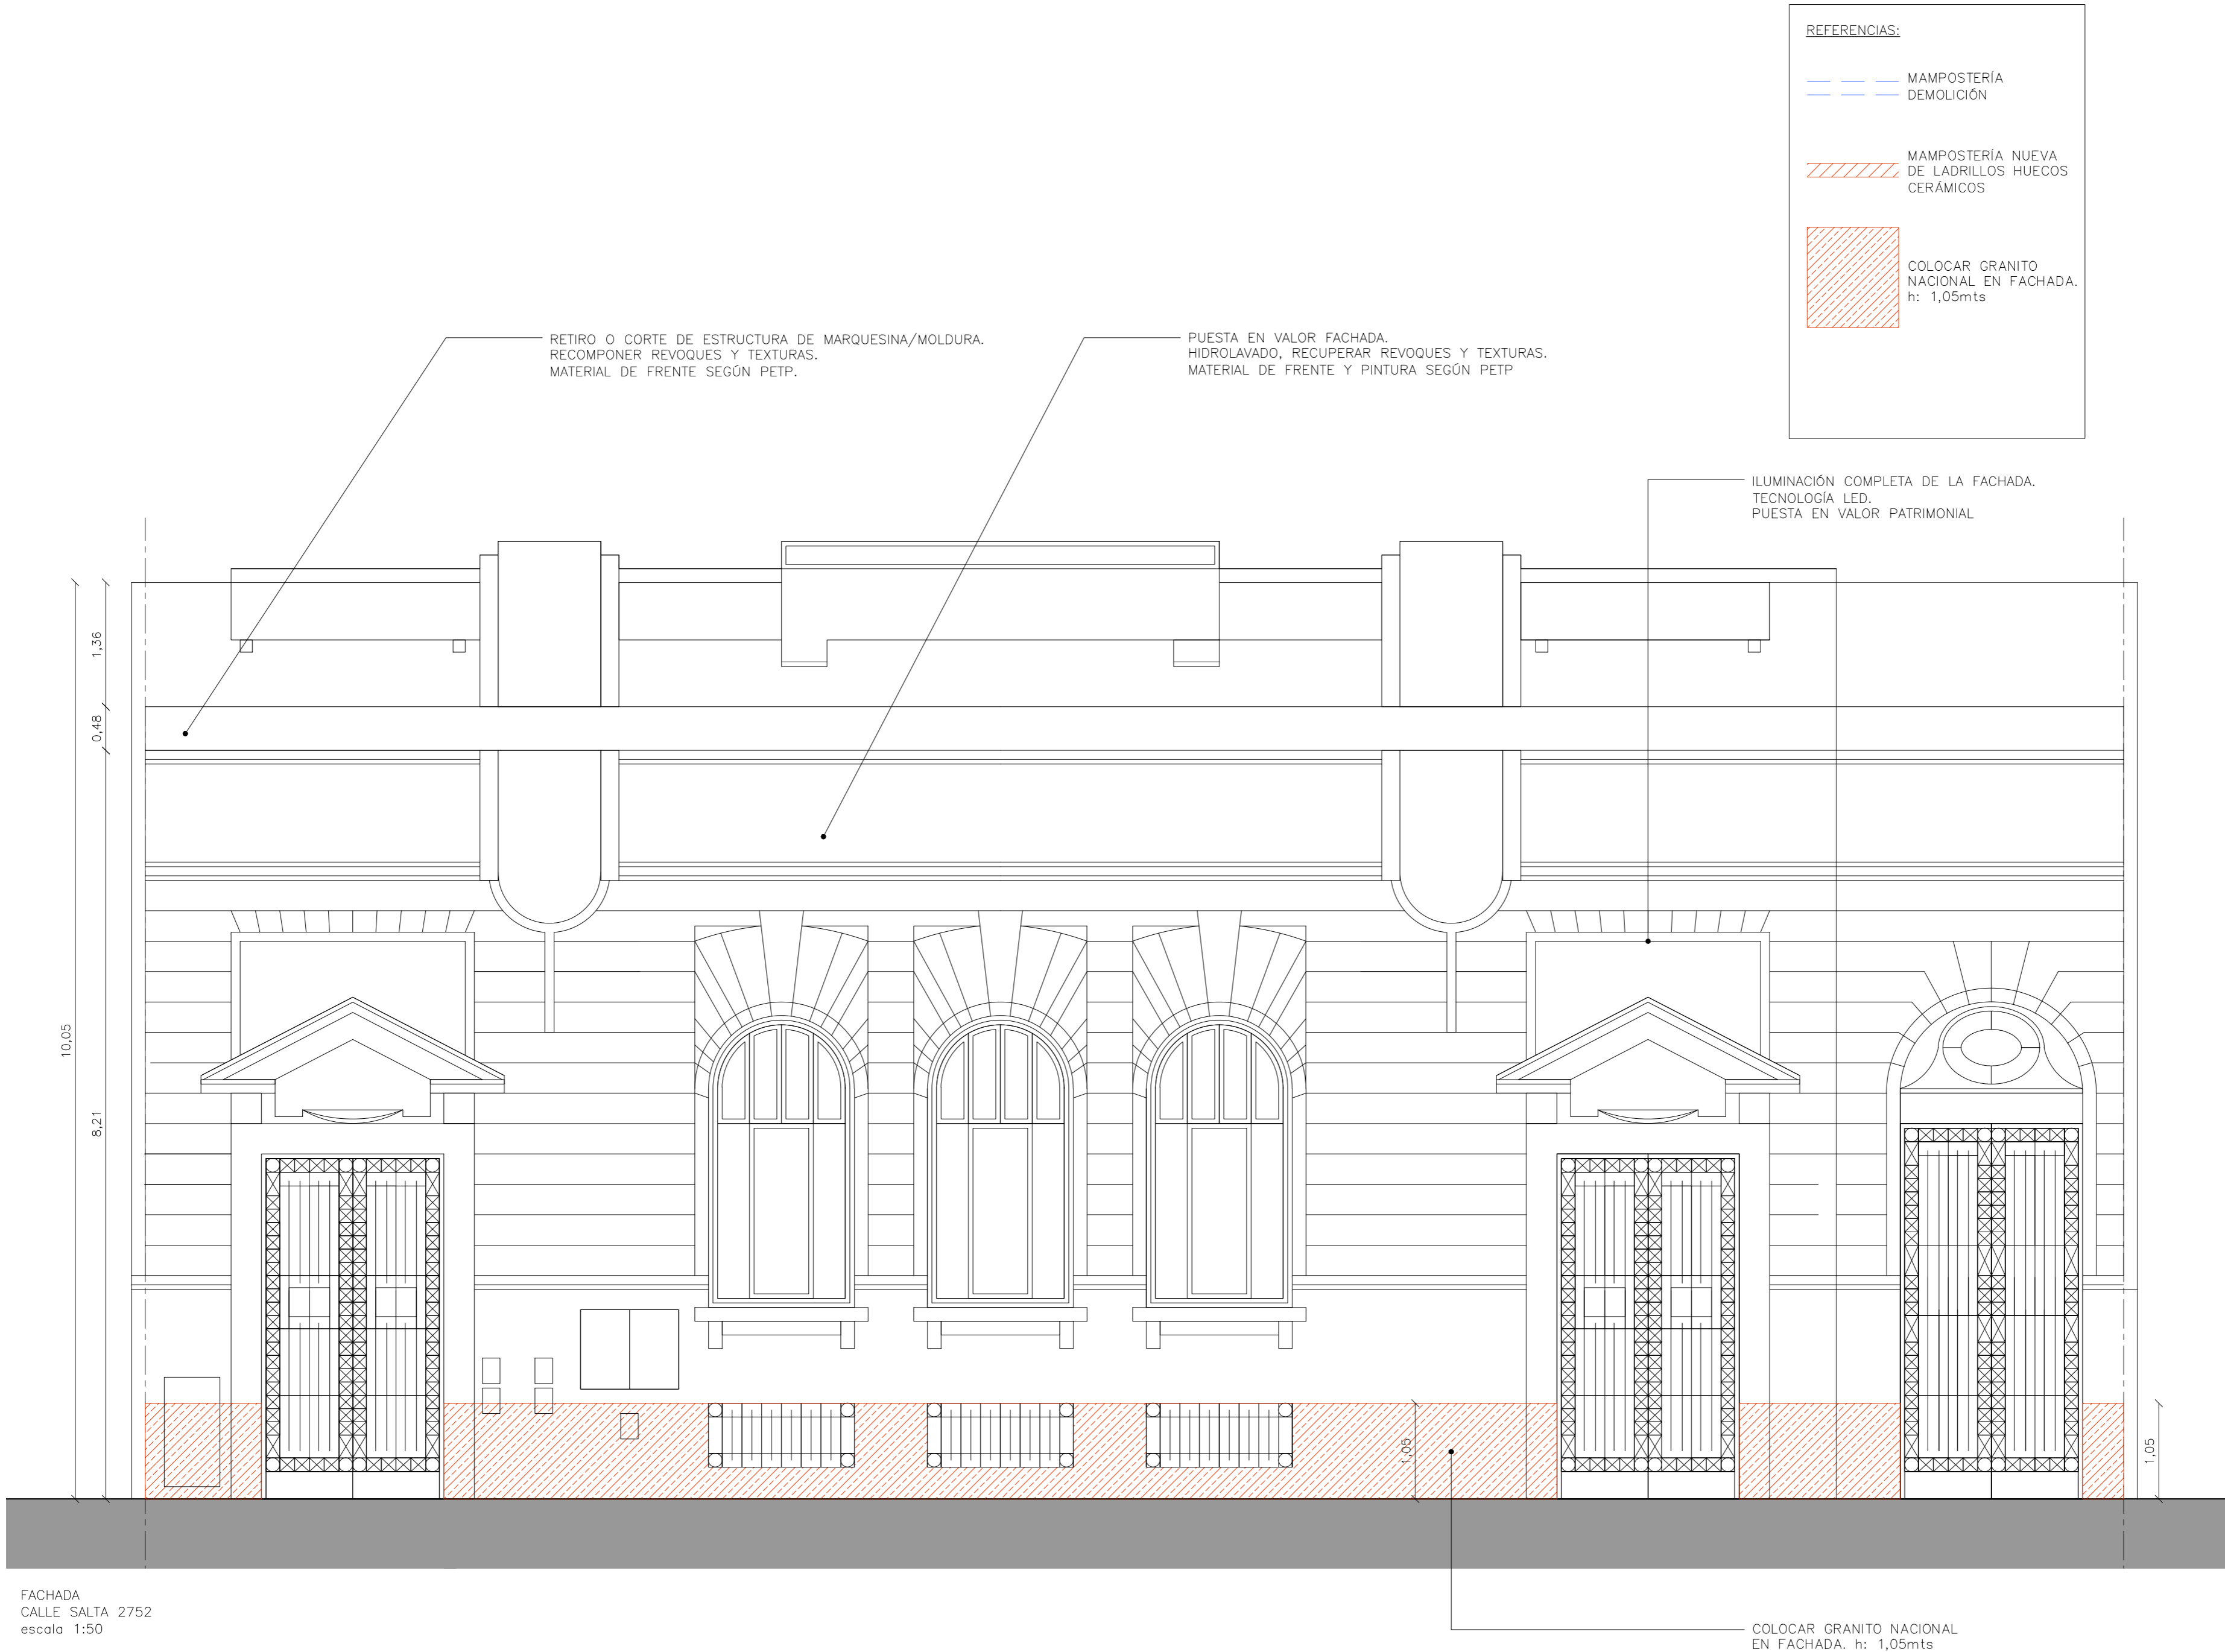 REFERENCIAS:
MAMPOSTERÍA
DEMOLICIÓN
MAMPOSTERÍA NUEVA
DE LADRILLOS HUECOS
CERÁMICOS
COLOCAR GRANITO
NACIONAL EN FACHADA.
h: 1,05mts
RETIRO O CORTE DE ESTRUCTURA DE MARQUESINA/MOLDURA.
RECOMPONER REVOQUES Y TEXTURAS.
MATERIAL DE FRENTE SEGÚN PETP.
PUESTA EN VALOR FACHADA.
HIDROLAVADO, RECUPERAR REVOQUES Y TEXTURAS.
MATERIAL DE FRENTE Y PINTURA SEGÚN PETP
ILUMINACIÓN COMPLETA DE LA FACHADA.
TECNOLOGÍA LED.
PUESTA EN VALOR PATRIMONIAL
1,36
0,48
10,05
8,21
1,05
1,05
FACHADA
CALLE SALTA 2752
escala 1:50
COLOCAR GRANITO NACIONAL
EN FACHADA. h: 1,05mts